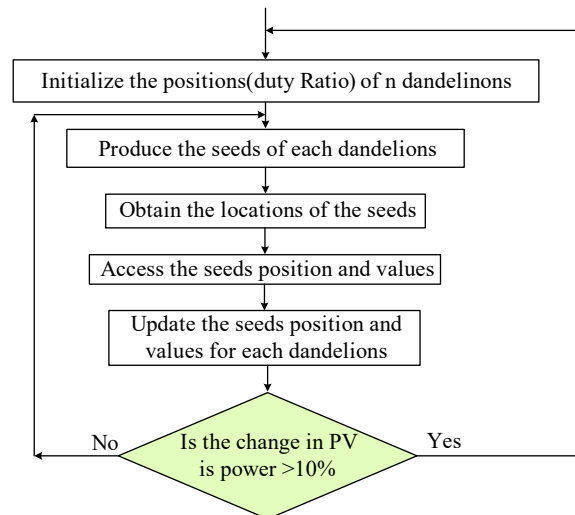 Initialize the positions(duty Ratio) of n dandelinons
Produce the seeds of each dandelions
Obtain the locations of the seeds
Access the seeds position and values
Update the seeds position and
values for each dandelions
No
Is the change in PV
is power >10%
Yes